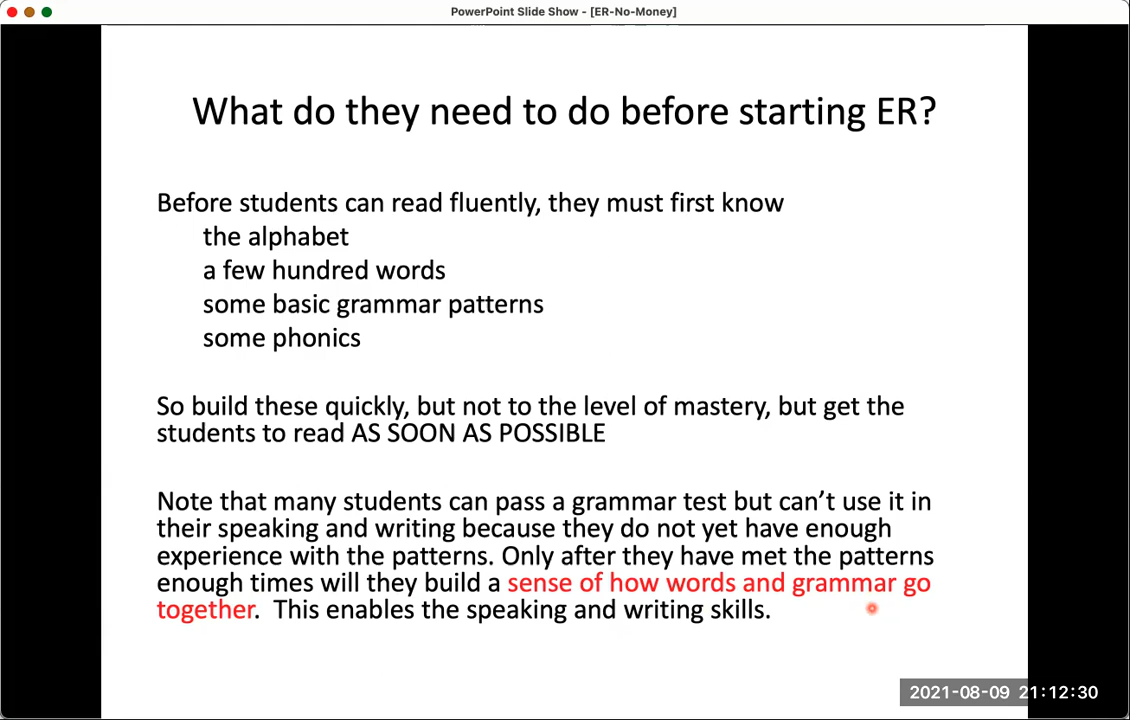 PowerPoint Slide Show - [ER-No-Money]
What do they need to do before starting ER?
Before students can read fluently, they must first know
the alphabet
a few hundred words
some basic grammar patterns
some phonics
So build these quickly, but not to the level of mastery, but get the
students to read AS SOON AS POSSIBLE
Note that many students can pass a grammar test but can’t use it in
their speaking and writing because they do not yet have enough
experience with the patterns. Only after they have met the patterns
enough times will they build a sense of how words and grammar go
together. This enables the speaking and writing skills.
2021-08-09 21:12:30